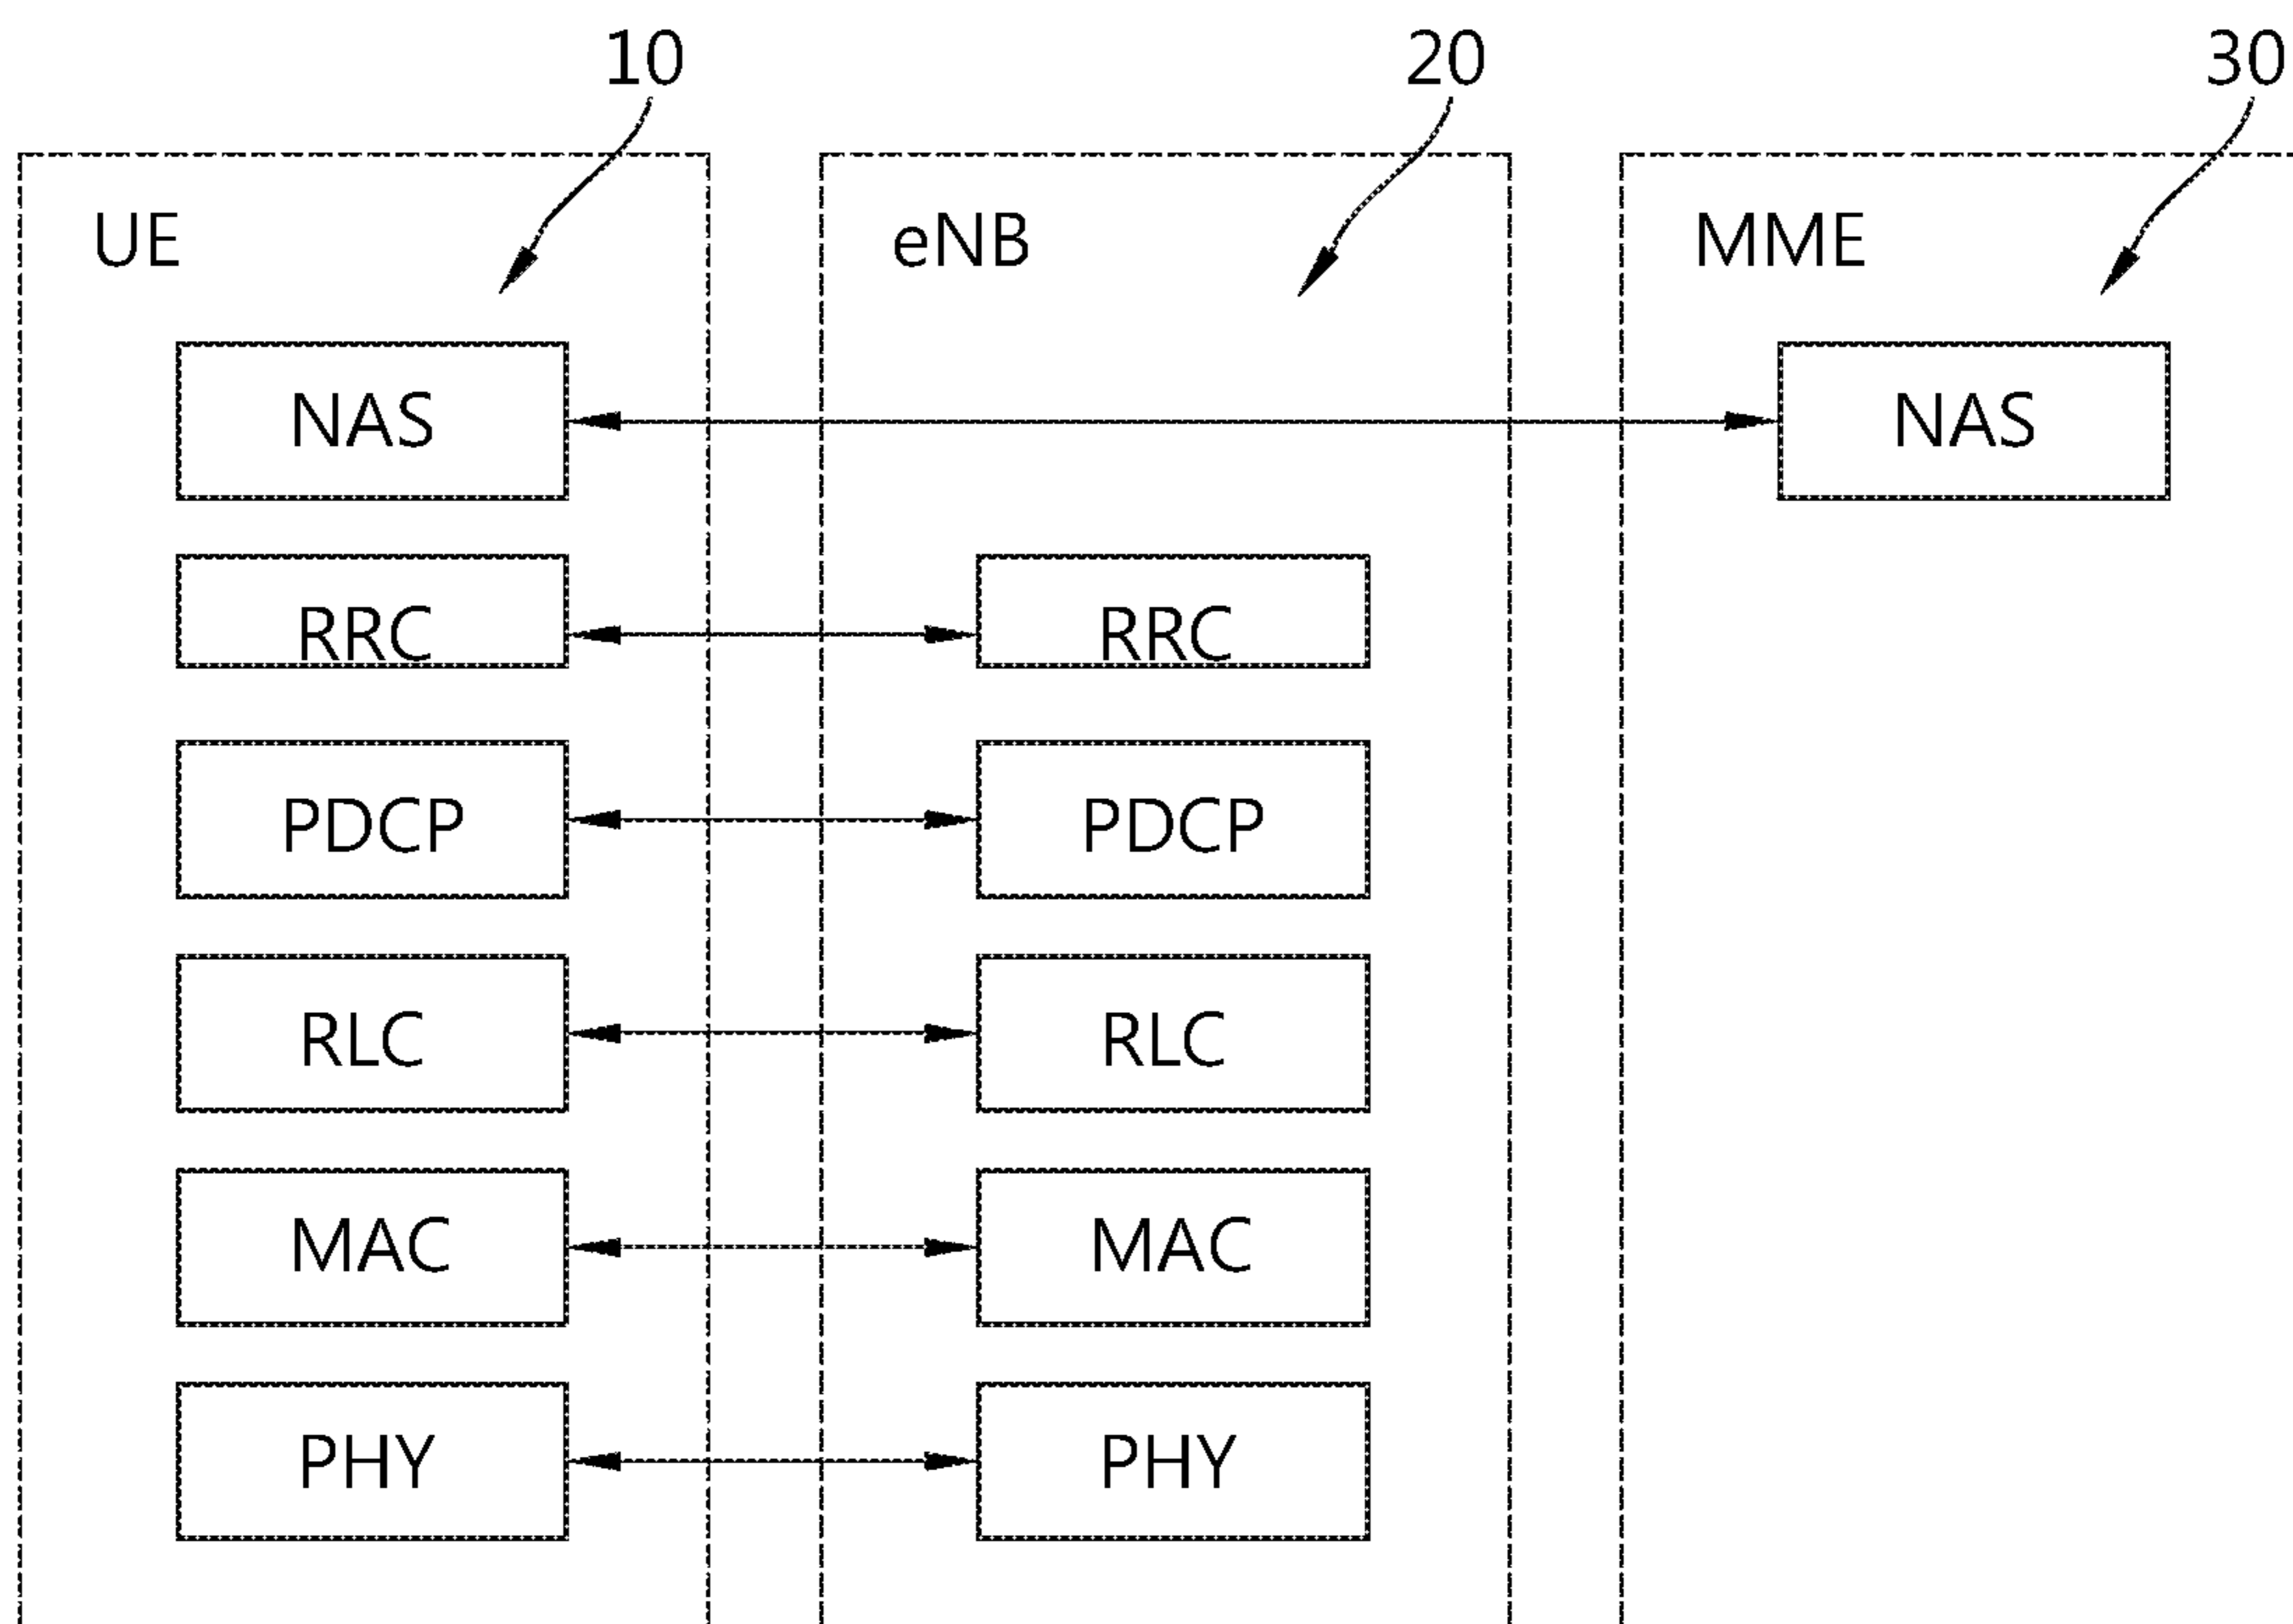 10 20 30
UE eNB MME
NAS NAS
RRC RRC
PDCP PDCP
RLC RLC
MAC MAC
PHY PHY